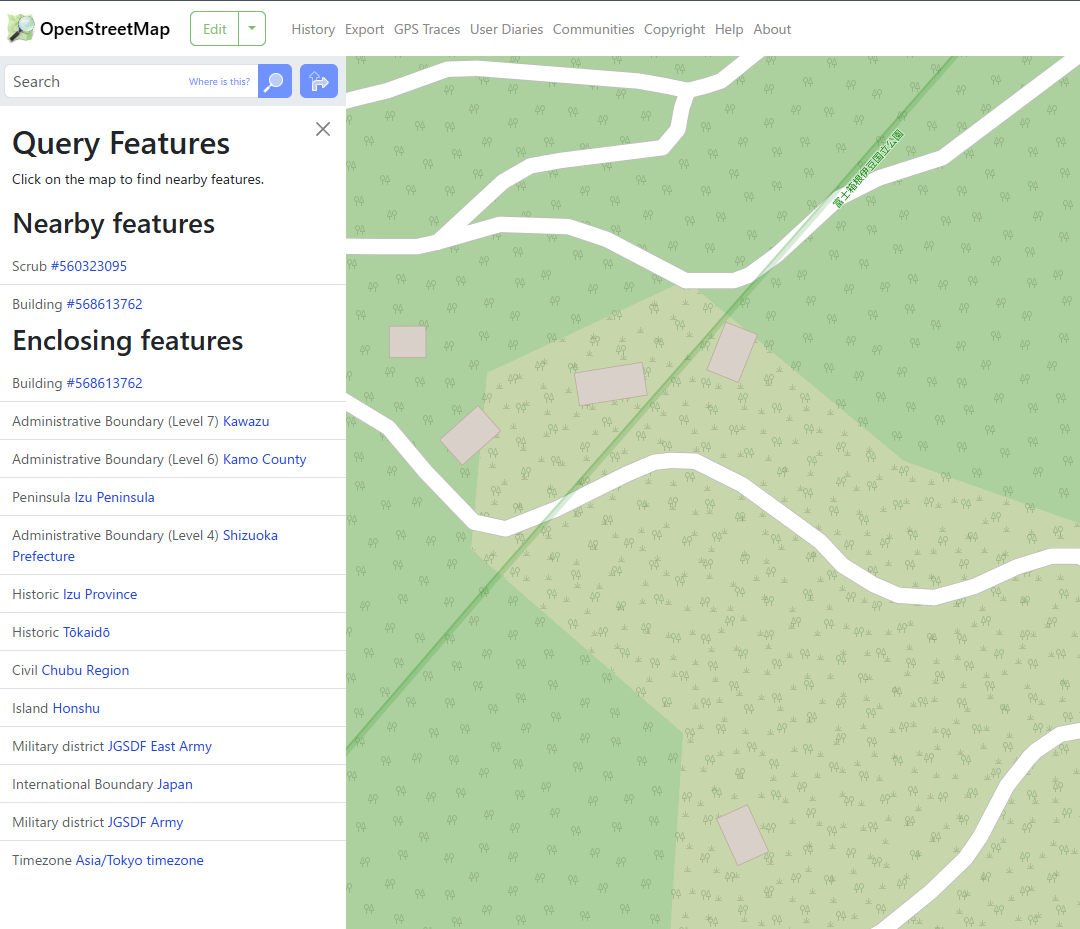 OpenStreetMap
Edit
History Export GPS Traces User Diaries Communities Copyright Help About
Search
Where is this?
Query Features
Click on the map to find nearby features.
Nearby features
Scrub #560323095
Building #568613762
Enclosing features
Building #568613762
Administrative Boundary (Level 7) Kawazu
Administrative Boundary (Level 6) Kamo County
Peninsula Izu Peninsula
Administrative Boundary (Level 4) Shizuoka
Prefecture
Historic Izu Province
Historic Tōkaidō
Civil Chubu Region
Island Honshu
Military district JGSDF East Army
International Boundary Japan
Military district JGSDF Army
Timezone Asia/Tokyo timezone
富士箱根伊豆国立公園